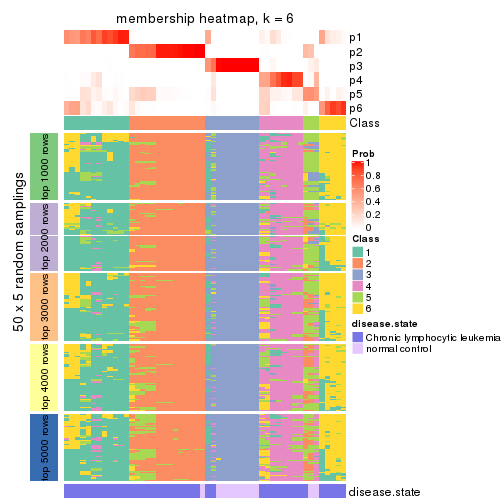 membership heatmap, k = 6
p1
p2
p3
p4
p5
p6
Class
50 x 5 random samplings
top 1000 rows
top 2000 rows
top 3000 rows
top 4000 rows
top 5000 rows
Prob
1
0.8
0.6
0.4
0.2
0
Class
1
2
3
4
5
6
disease.state
Chronic lymphocytic leukemia
normal control
disease.state